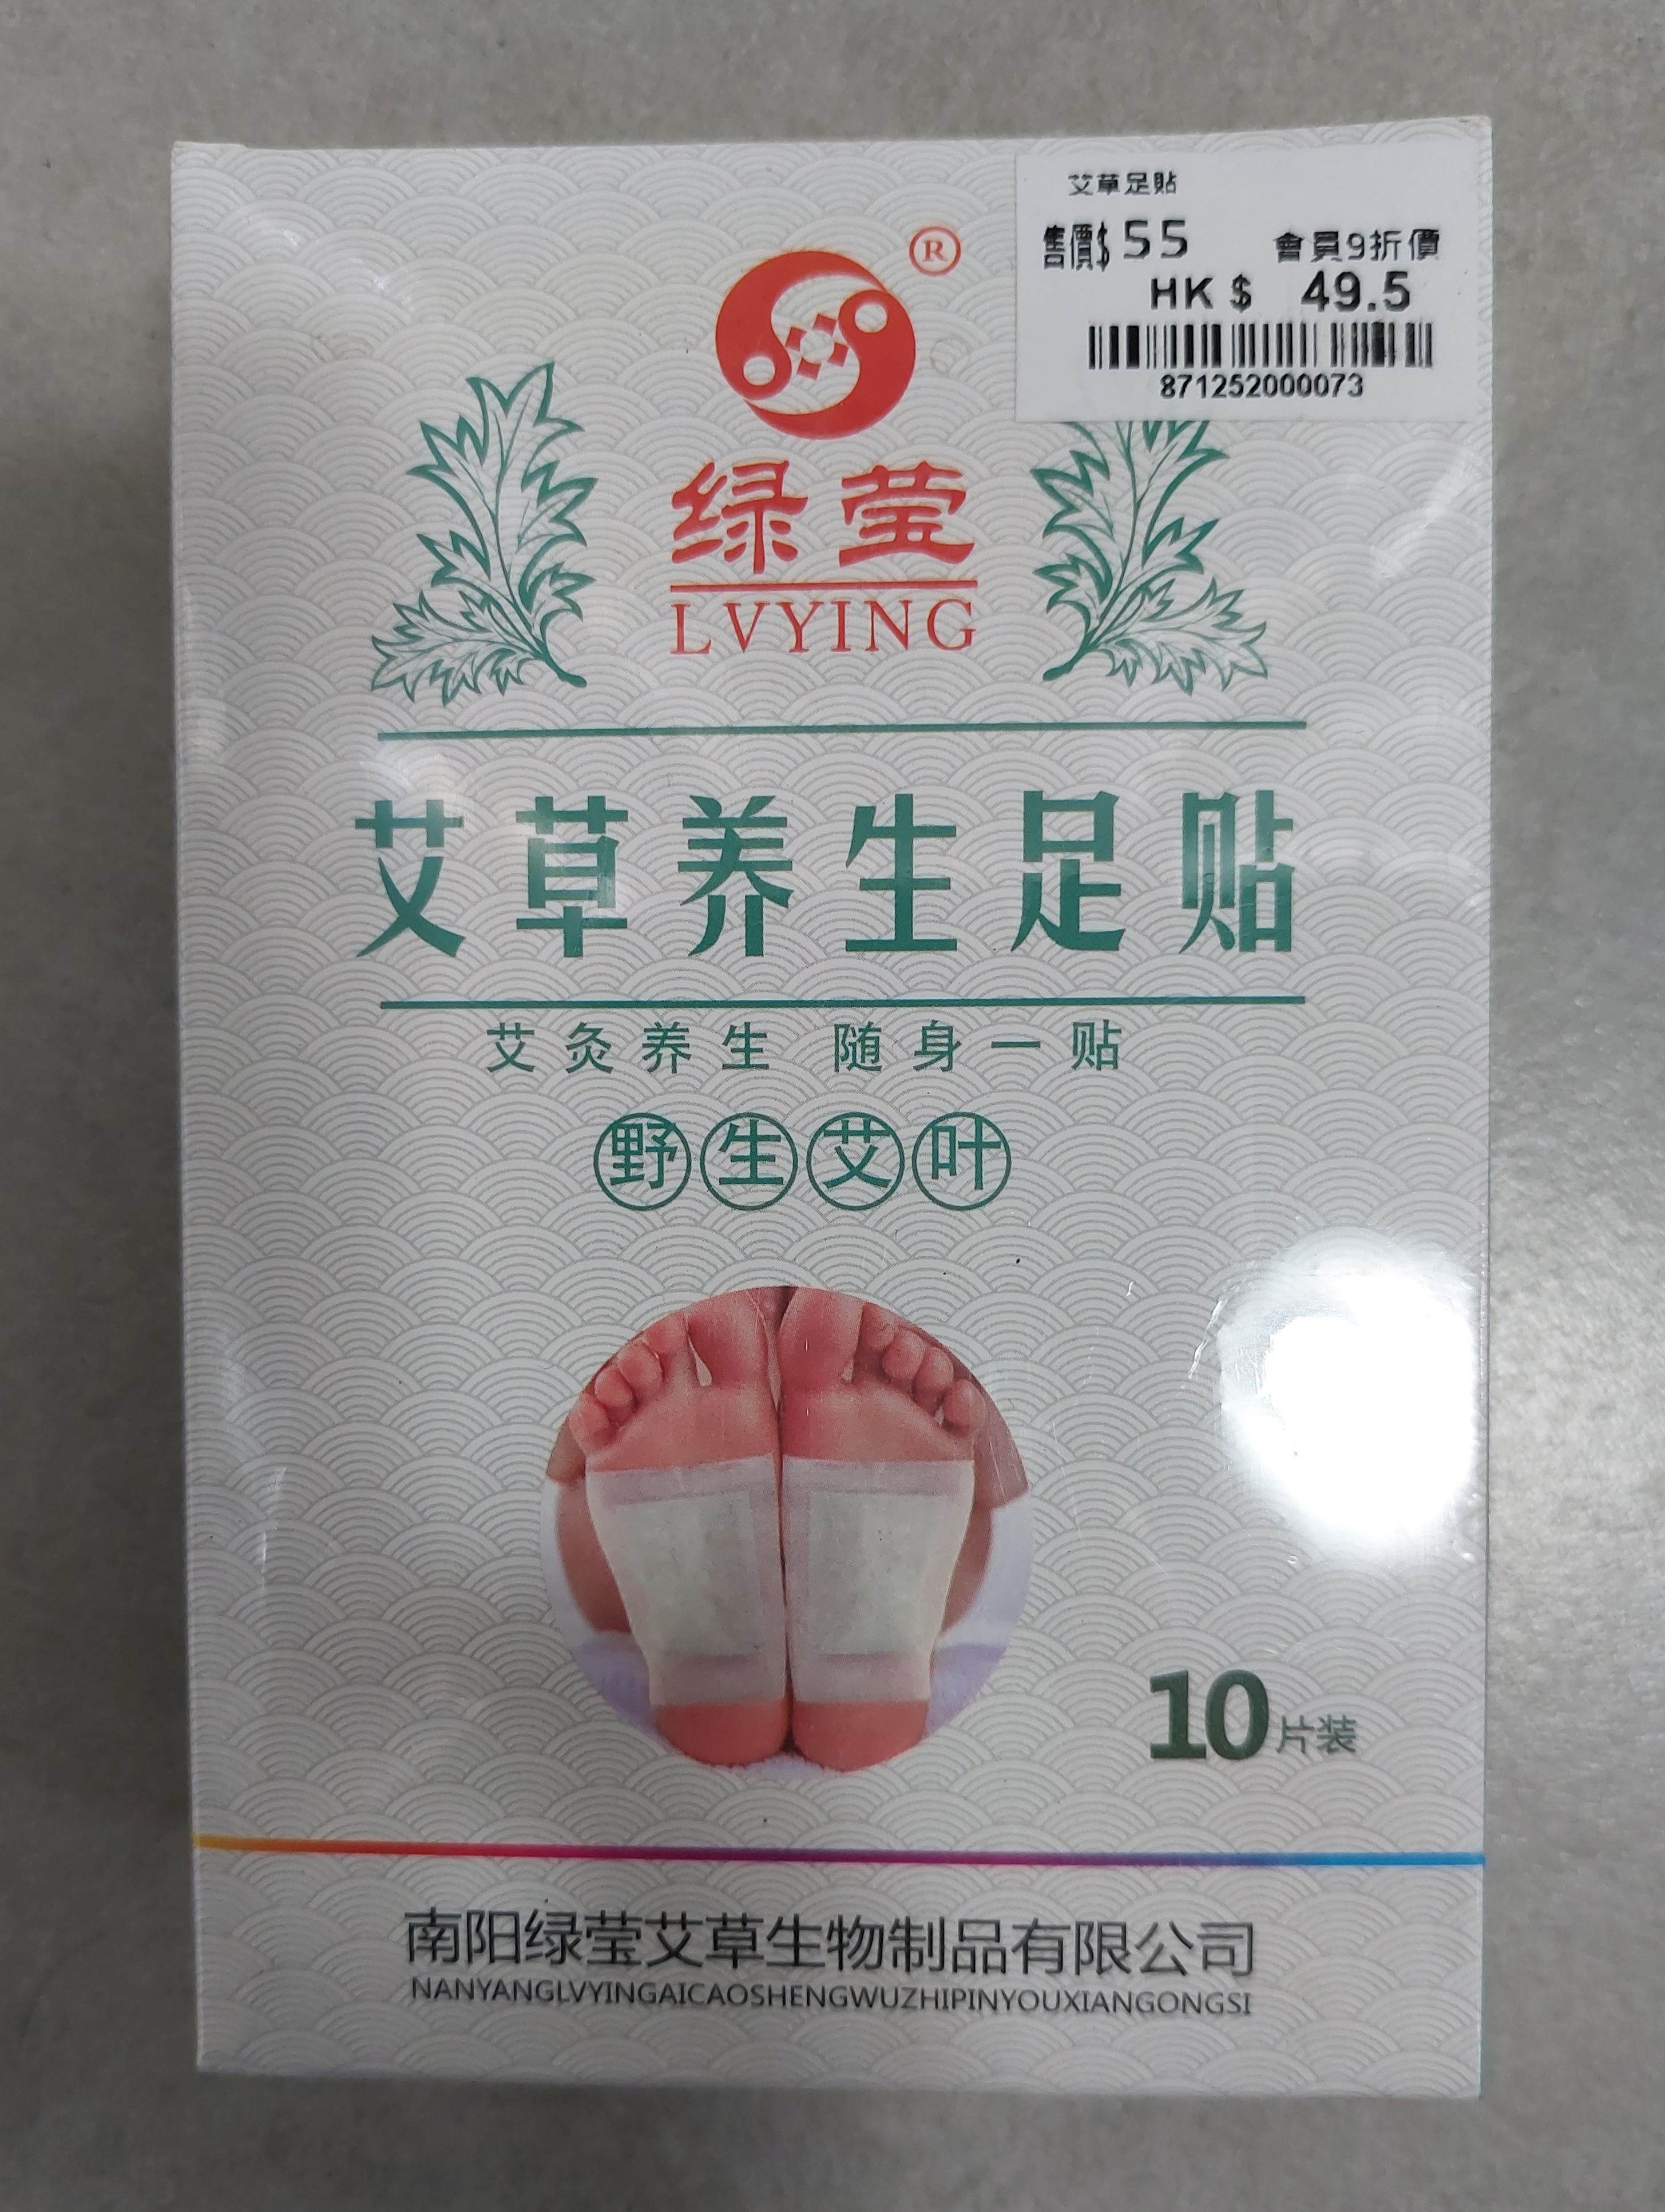 艾草足貼
售價$55 會員9折價
HK$ 49.5
871252000073
®
绿莹
LVYING
艾草养生足贴
艾灸养生 随身一贴
野生艾叶
10片装
南阳绿莹艾草生物制品有限公司
NANYANGLVYINGAICAOSHENGWUZHIPINYOUXIANGONGSI